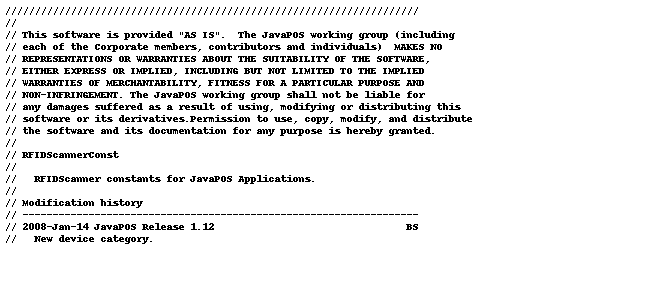 //////////////////////////////////////////////////////////////////////
//
// This software is provided "AS IS".  The JavaPOS working group (including
// each of the Corporate members, contributors and individuals)  MAKES NO
// REPRESENTATIONS OR WARRANTIES ABOUT THE SUITABILITY OF THE SOFTWARE,
// EITHER EXPRESS OR IMPLIED, INCLUDING BUT NOT LIMITED TO THE IMPLIED
// WARRANTIES OF MERCHANTABILITY, FITNESS FOR A PARTICULAR PURPOSE AND
// NON-INFRINGEMENT. The JavaPOS working group shall not be liable for
// any damages suffered as a result of using, modifying or distributing this
// software or its derivatives.Permission to use, copy, modify, and distribute
// the software and its documentation for any purpose is hereby granted.
//
// RFIDScannerConst
//
//   RFIDScanner constants for JavaPOS Applications.
//
// Modification history
// ------------------------------------------------------------------
// 2008-Jan-14 JavaPOS Release 1.12                                BS
//   New device category.